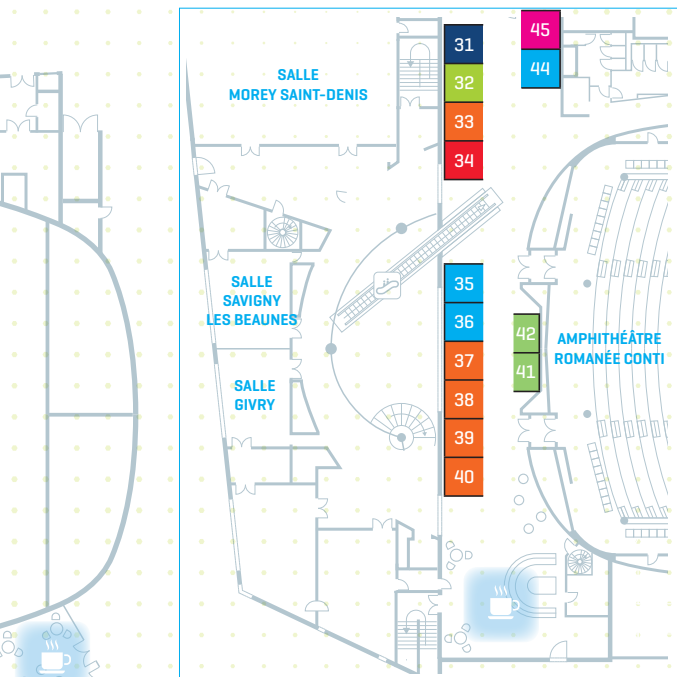 45
31
44
SALLE
MOREY SAINT-DENIS
32
33
34
35
SALLE
SAVIGNY
LES BEAUNES
36
42
AMPHITHÉÂTRE
ROMANÉE CONTI
37
41
SALLE
GIVRY
38
39
40